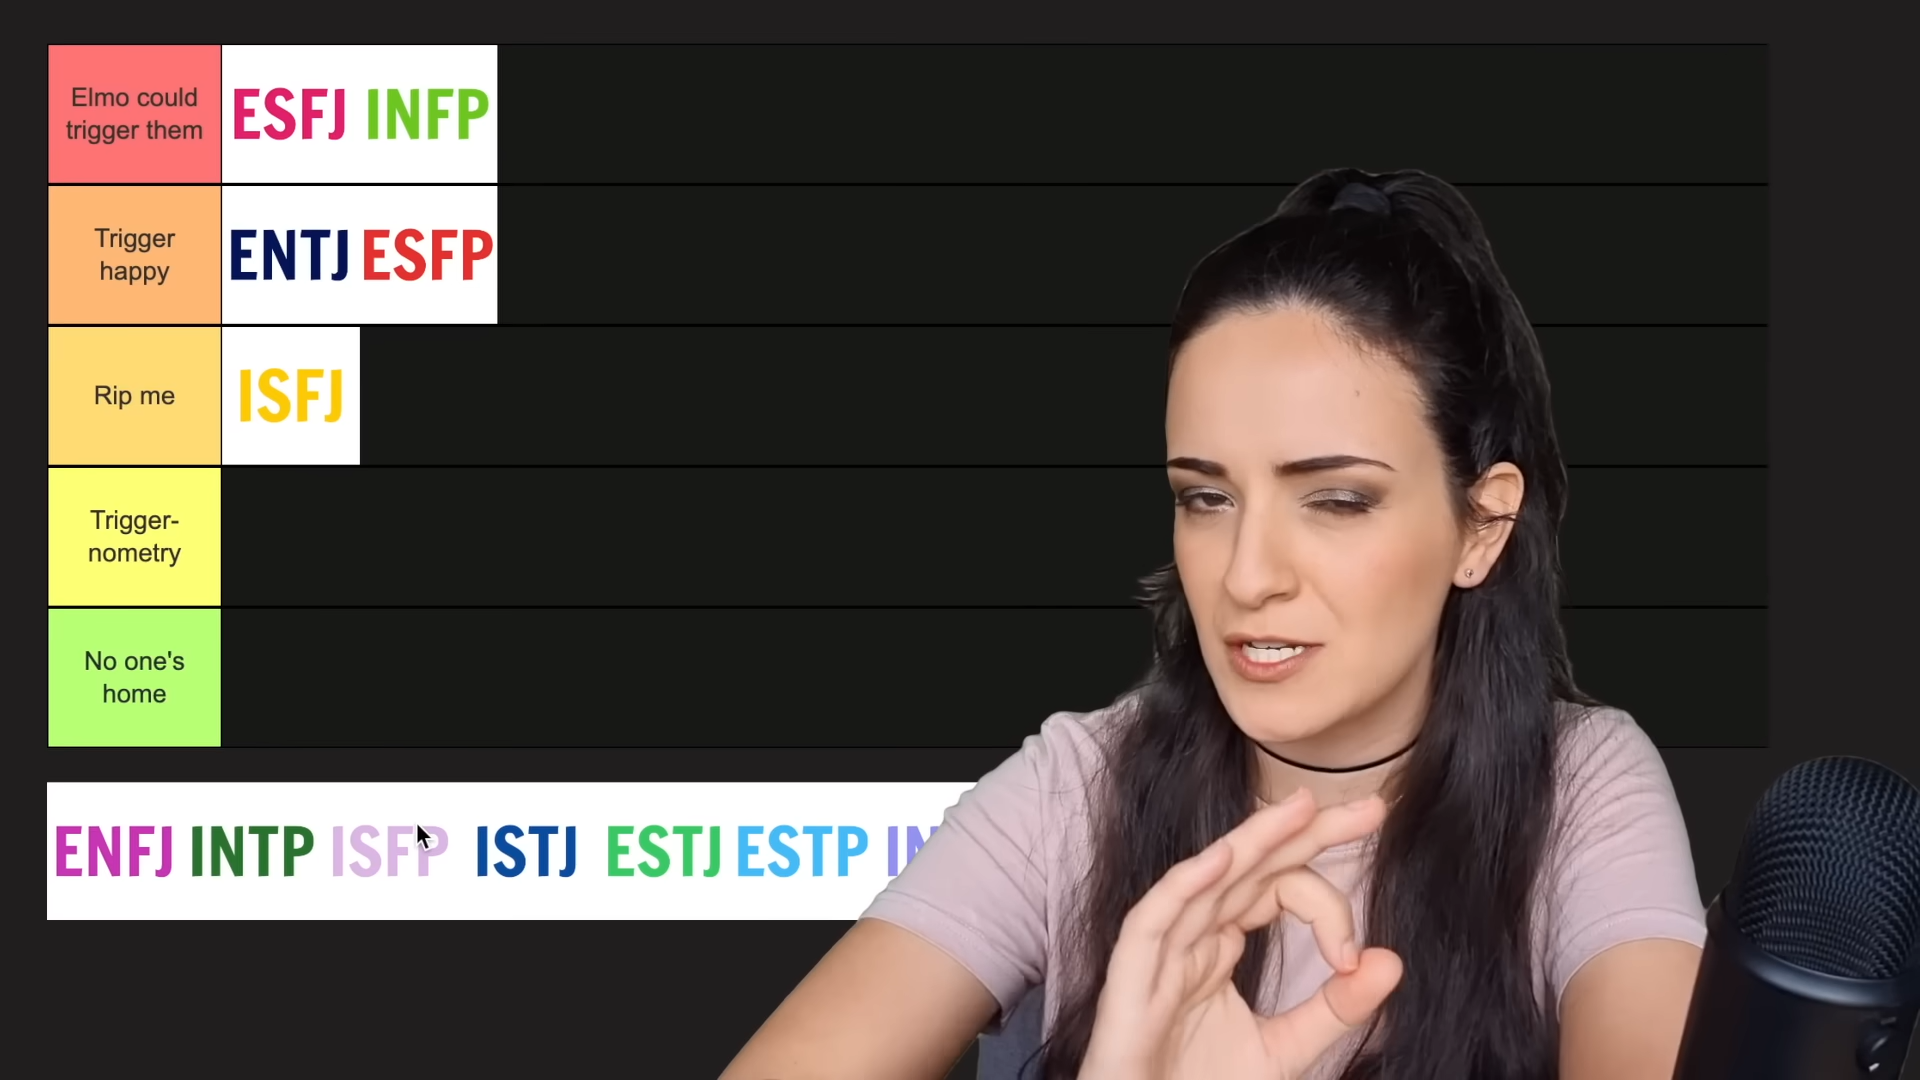 Elmo could
trigger them
ESFJ INFP
Trigger
happy
ENTJ ESFP
Rip me
ISFJ
Trigger-
nometry
No one's
home
ENFJ INTP ISFP ISTJ ESTJ ESTP